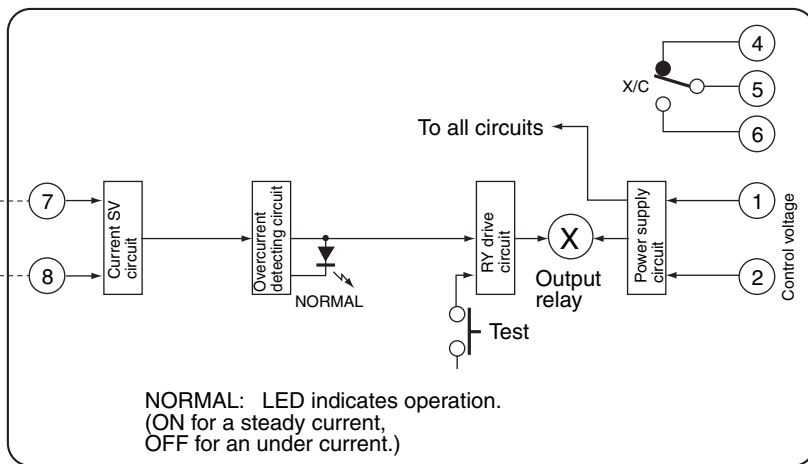 4
X/C
5
6
To all circuits
7
8
Current SV
circuit
Overcurrent
detecting circuit
NORMAL
RY drive
circuit
Test
X
Output
relay
Power supply
circuit
1
2
Control voltage
NORMAL: LED indicates operation.
(ON for a steady current,
OFF for an under current.)